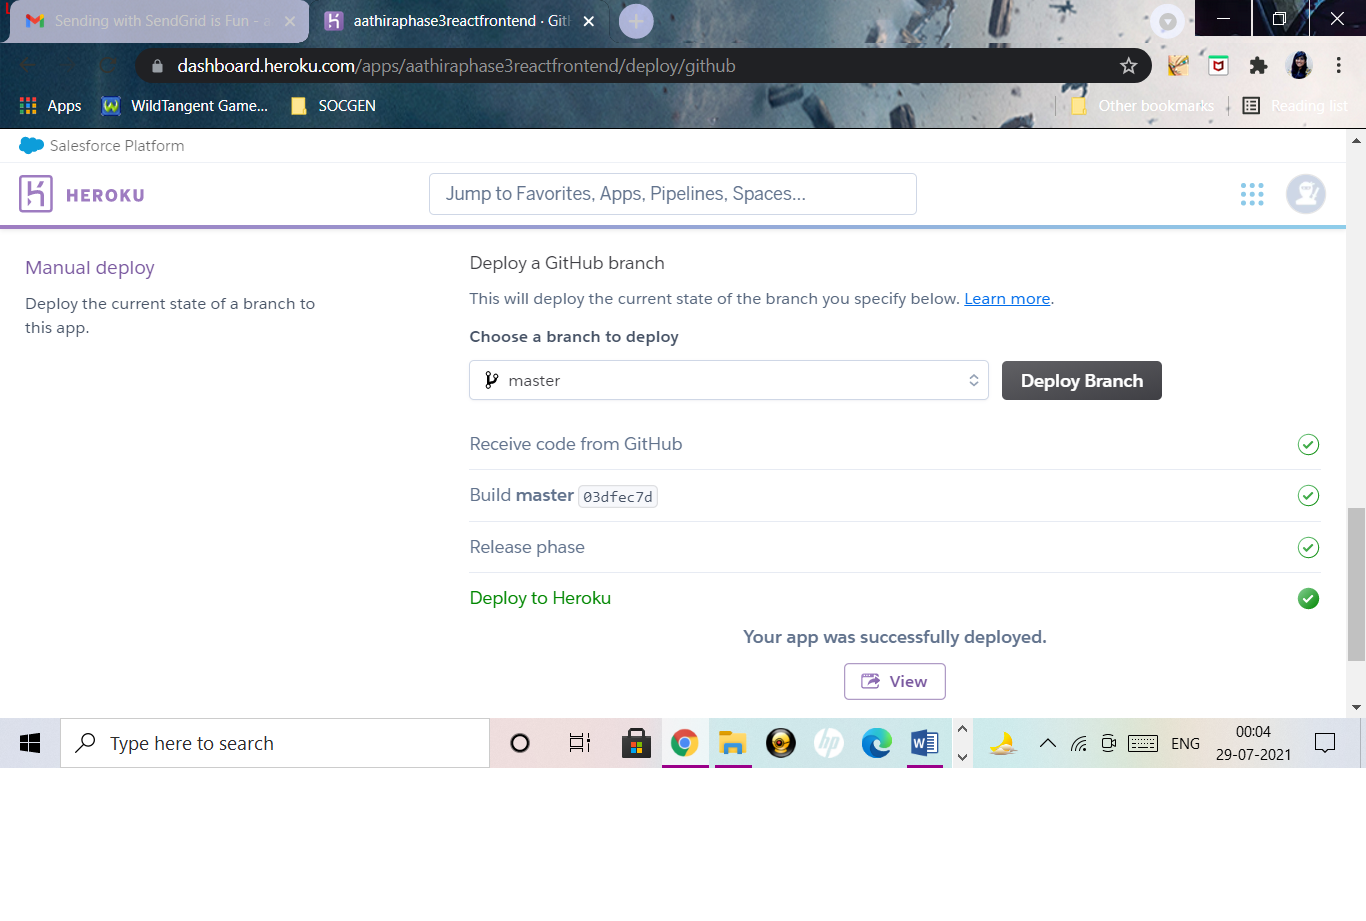 Sending with SendGrid is Fun - a
aathiraphase3reactfrontend · Git
dashboard.heroku.com/apps/aathiraphase3reactfrontend/deploy/github
Apps
WildTangent Game...
SOCGEN
Other bookmarks
Reading list
Salesforce Platform
HEROKU
Jump to Favorites, Apps, Pipelines, Spaces...
Manual deploy
Deploy the current state of a branch to
this app.
Deploy a GitHub branch
This will deploy the current state of the branch you specify below. Learn more.
Choose a branch to deploy
master
Deploy Branch
Receive code from GitHub
Build master 03dfec7d
Release phase
Deploy to Heroku
Your app was successfully deployed.
View
Type here to search
hp
ENG
00:04
29-07-2021